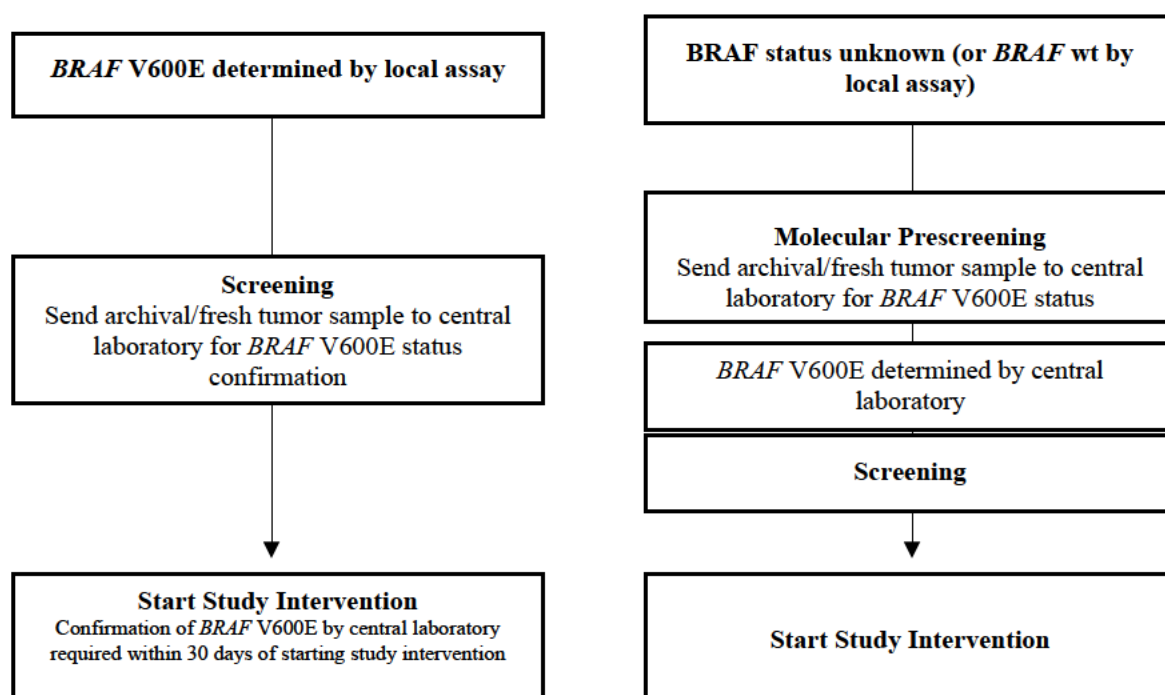 BRAF V600E determined by local assay
Screening
Send archival/fresh tumor sample to central
laboratory for BRAF V600E status
confirmation
Start Study Intervention
Confirmation of BRAF V600E by central laboratory
required within 30 days of starting study intervention
BRAF status unknown (or BRAF wt by
local assay)
Molecular Prescreening
Send archival/fresh tumor sample to central
laboratory for BRAF V600E status
BRAF V600E determined by central
laboratory
Screening
Start Study Intervention